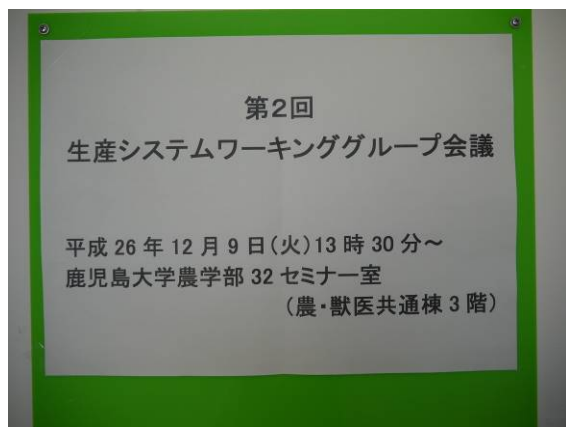 第2回
生産システムワーキンググループ会議
平成 26 年 12 月 9 日(火)13 時 30 分～
鹿児島大学農学部 32 セミナー室
(農・獣医共通棟 3 階)